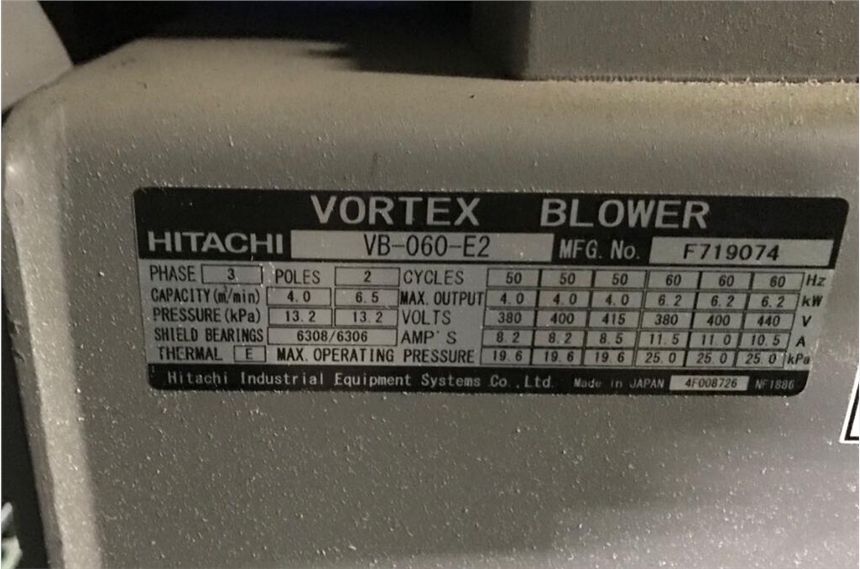 VORTEX BLOWER
HITACHI VB-060-E2 MFG. No. F719074
PHASE 3 POLES 2 CYCLES 50 50 50 60 60 60 Hz
CAPACITY(㎥/min) 4.0 6.5 MAX. OUTPUT 4.0 4.0 4.0 6.2 6.2 6.2 kW
PRESSURE(kPa) 13.2 13.2 VOLTS 380 400 415 380 400 440 V
SHIELD BEARINGS 6308/6306 AMP'S 8.2 8.2 8.5 11.5 11.0 10.5 A
THERMAL E MAX. OPERATING PRESSURE 19.6 19.6 19.6 25.0 25.0 25.0 kPa
Hitachi Industrial Equipment Systems Co.,Ltd. Made in JAPAN 4F008726 NF1886